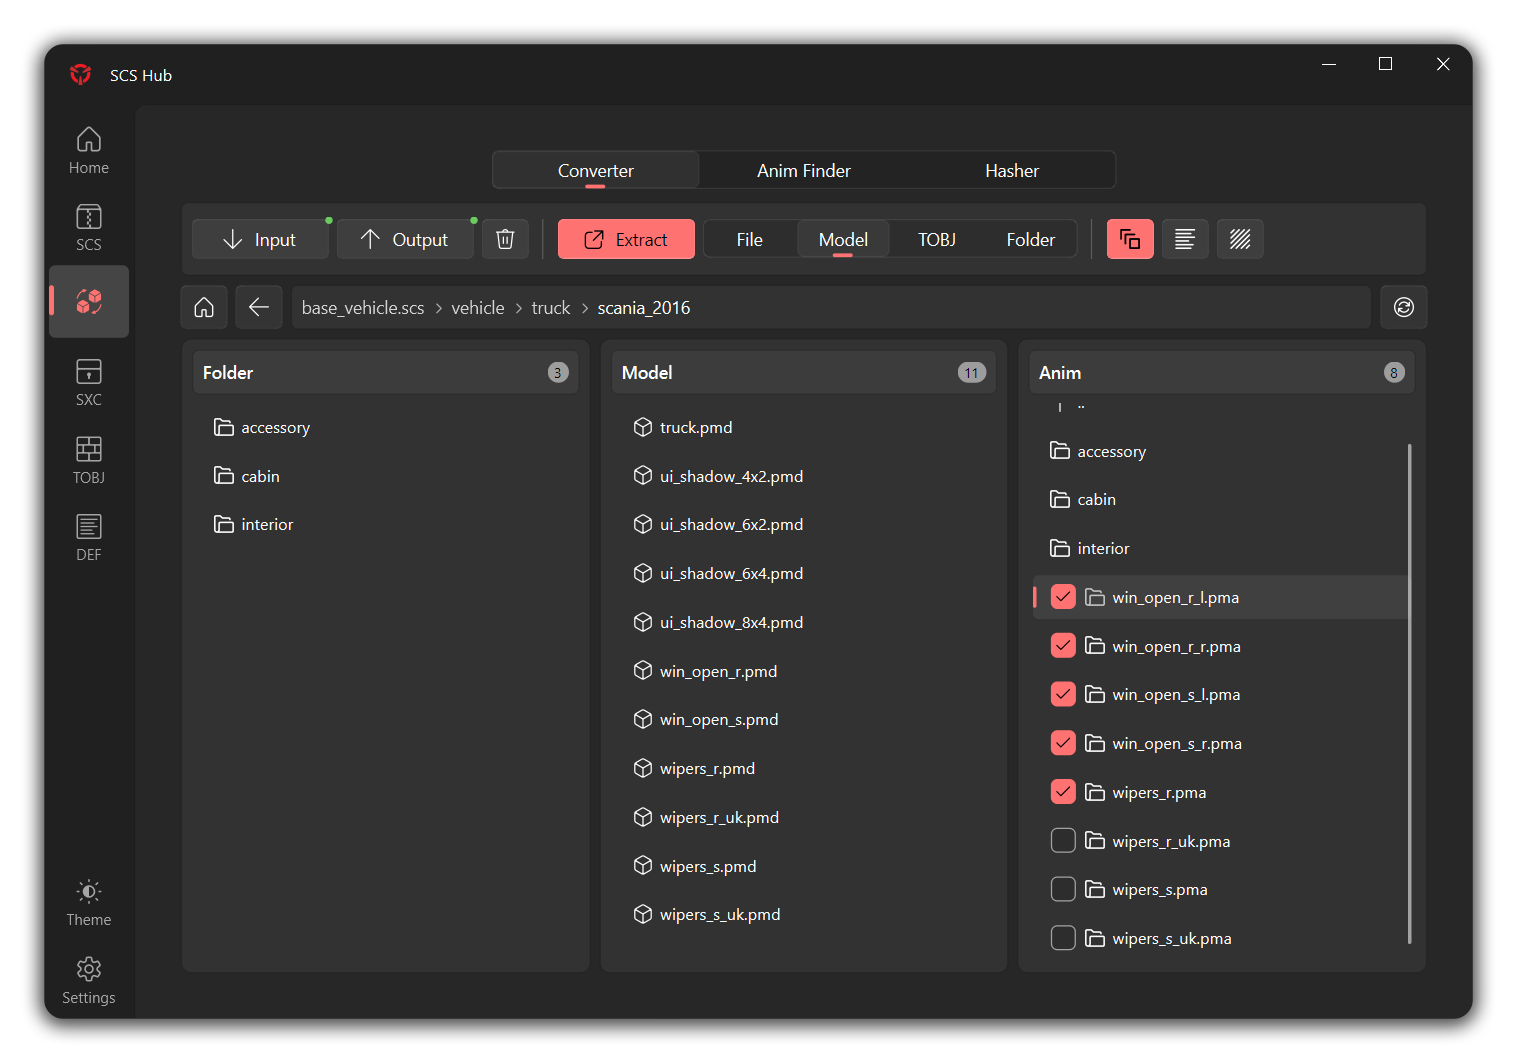 SCS Hub
Home
SCS
SXC
TOBJ
DEF
Theme
Settings
Converter Anim Finder Hasher
Input Output Extract File Model TOBJ Folder
base_vehicle.scs > vehicle > truck > scania_2016
Folder 3
accessory
cabin
interior
Model 11
truck.pmd
ui_shadow_4x2.pmd
ui_shadow_6x2.pmd
ui_shadow_6x4.pmd
ui_shadow_8x4.pmd
win_open_r.pmd
win_open_s.pmd
wipers_r.pmd
wipers_r_uk.pmd
wipers_s.pmd
wipers_s_uk.pmd
Anim 8
..
accessory
cabin
interior
win_open_r_l.pma
win_open_r_r.pma
win_open_s_l.pma
win_open_s_r.pma
wipers_r.pma
wipers_r_uk.pma
wipers_s.pma
wipers_s_uk.pma